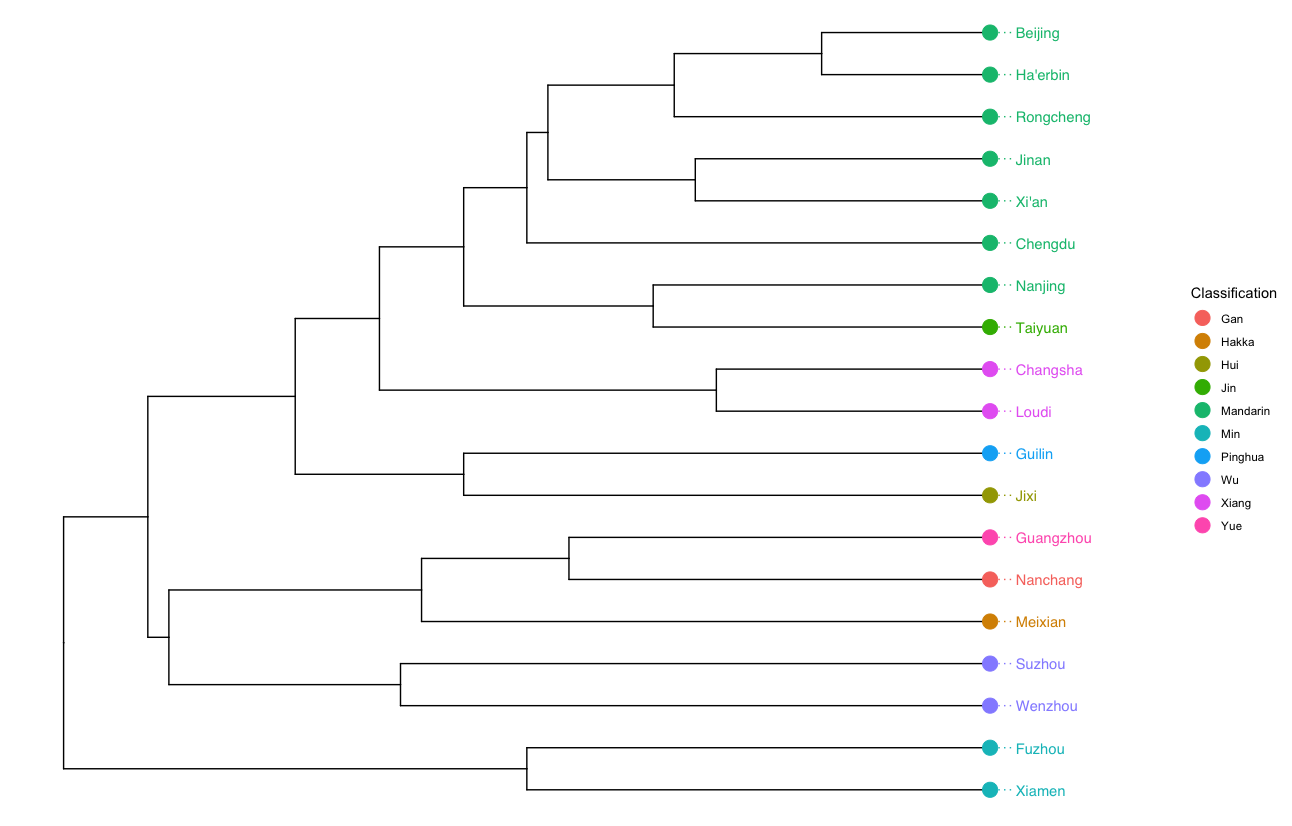 Beijing
Ha'erbin
Rongcheng
Jinan
Xi'an
Chengdu
Nanjing
Taiyuan
Changsha
Loudi
Guilin
Jixi
Guangzhou
Nanchang
Meixian
Suzhou
Wenzhou
Fuzhou
Xiamen
Classification
Gan
Hakka
Hui
Jin
Mandarin
Min
Pinghua
Wu
Xiang
Yue